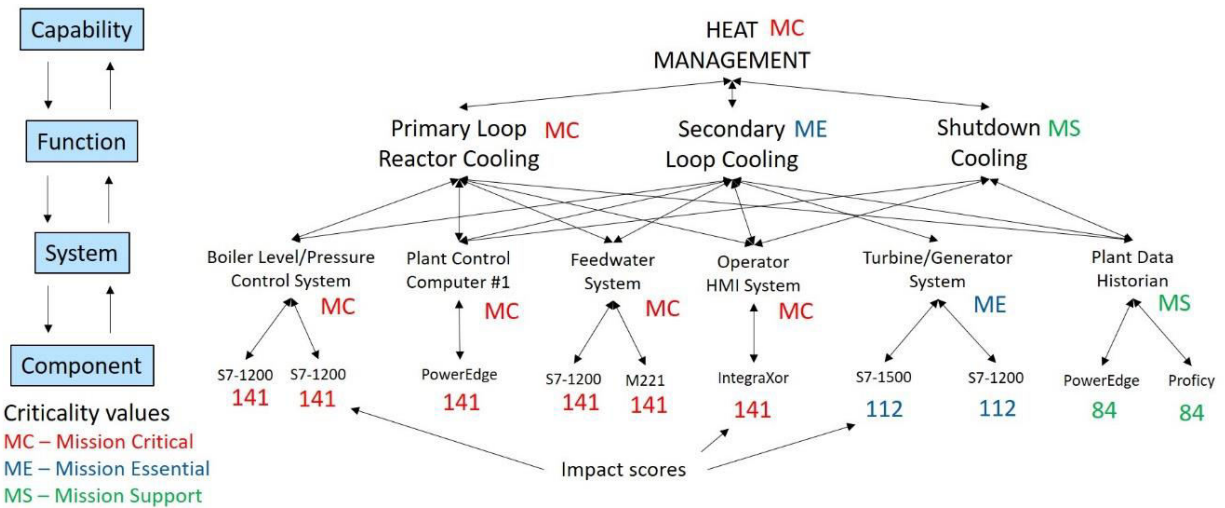 Capability
Function
System
Component
Criticality values
MC – Mission Critical
ME – Mission Essential
MS – Mission Support
HEAT MC
MANAGEMENT
Primary Loop MC
Reactor Cooling
Secondary ME
Loop Cooling
Shutdown MS
Cooling
Boiler Level/Pressure
Control System
MC
Plant Control
Computer #1
MC
Feedwater
System
MC
Operator
HMI System
MC
Turbine/Generator
System
ME
Plant Data
Historian
MS
S7-1200
141
S7-1200
141
PowerEdge
141
S7-1200
141
M221
141
IntegraXor
141
S7-1500
112
S7-1200
112
PowerEdge
84
Proficy
84
Impact scores